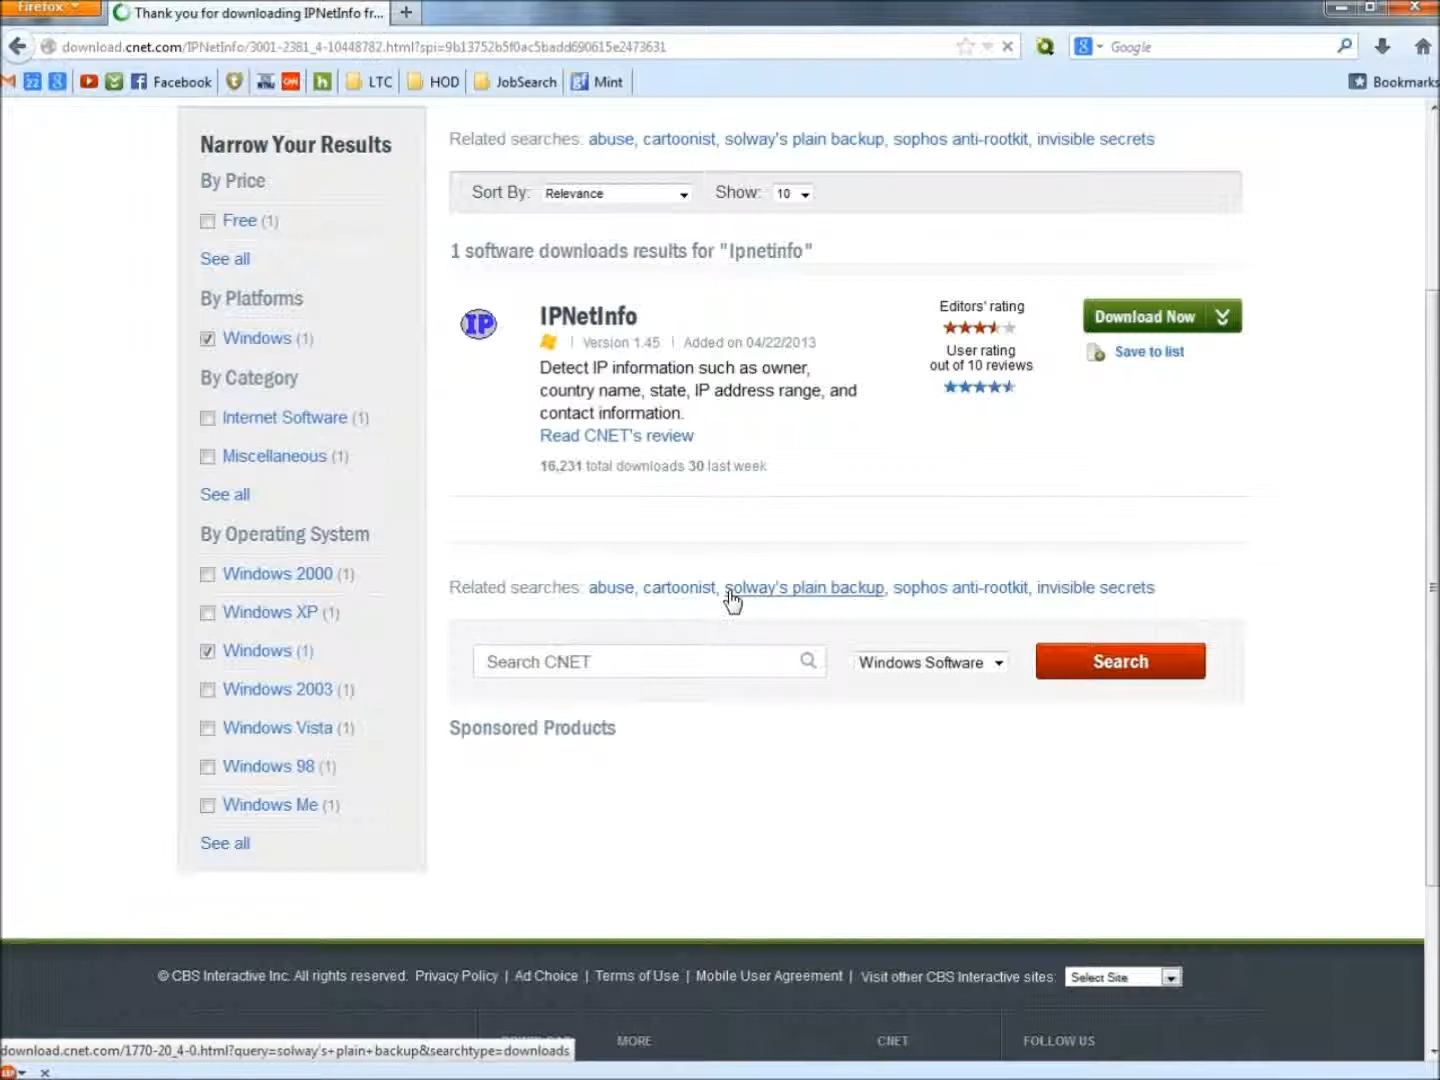 Firefox
Thank you for downloading IPNetInfo fr...
download.cnet.com/IPNetInfo/3001-2381_4-10448782.html?spi=9b13752b5f0ac5badd690615e2473631
Google
22
8
Facebook
LTC
HOD
JobSearch
Mint
Bookmarks
Narrow Your Results
By Price
Free (1)
See all
By Platforms
Windows (1)
By Category
Internet Software (1)
Miscellaneous (1)
See all
By Operating System
Windows 2000 (1)
Windows XP (1)
Windows (1)
Windows 2003 (1)
Windows Vista (1)
Windows 98 (1)
Windows Me (1)
See all
Related searches: abuse, cartoonist, solway's plain backup, sophos anti-rootkit, invisible secrets
Sort By: Relevance Show: 10
1 software downloads results for "Ipnetinfo"
IP
IPNetInfo
Version 1.45 | Added on 04/22/2013
Detect IP information such as owner,
country name, state, IP address range, and
contact information.
Read CNET's review
16,231 total downloads 30 last week
Editors' rating
User rating
out of 10 reviews
Download Now
Save to list
Related searches: abuse, cartoonist, solway's plain backup, sophos anti-rootkit, invisible secrets
Search CNET
Windows Software
Search
Sponsored Products
© CBS Interactive Inc. All rights reserved. Privacy Policy | Ad Choice | Terms of Use | Mobile User Agreement | Visit other CBS Interactive sites: Select Site
MORE
CNET
FOLLOW US
download.cnet.com/1770-20_4-0.html?query=solway's+plain+backup&searchtype=downloads